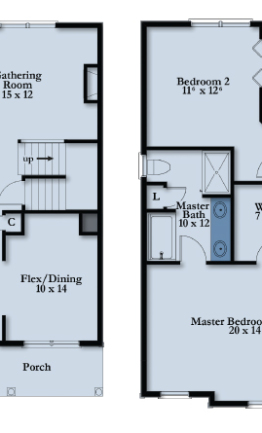 Gathering
Room
15 x 12
up
C
Flex/Dining
10 x 14
Porch
Bedroom 2
11⁶ x 12⁶
L
Master
Bath
10 x 12
W
7
Master Bedroo
20 x 14